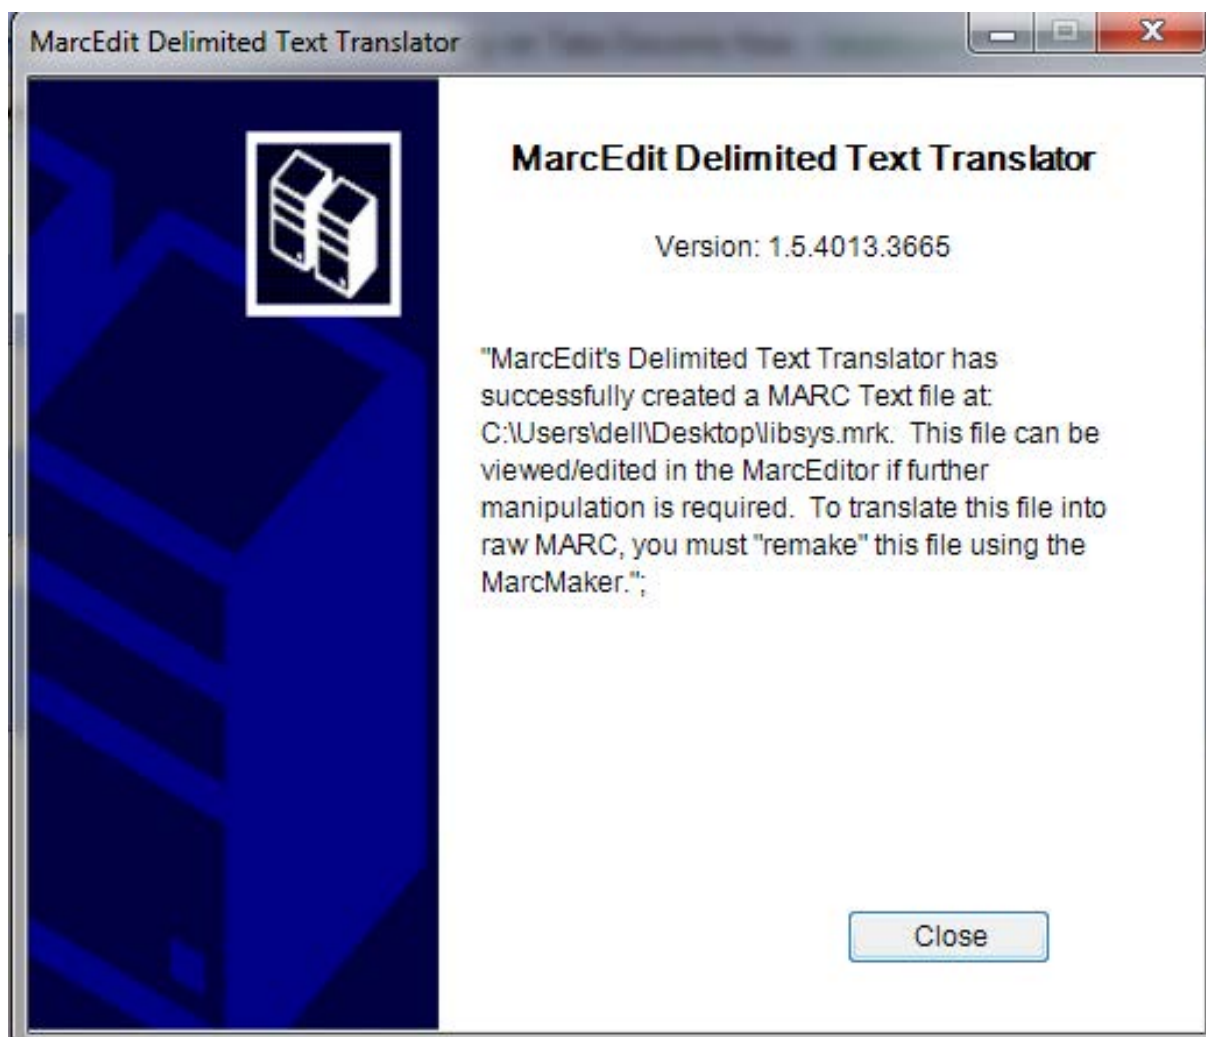 MarcEdit Delimited Text Translator
MarcEdit Delimited Text Translator
Version: 1.5.4013.3665
"MarcEdit's Delimited Text Translator has
successfully created a MARC Text file at:
C:\Users\dell\Desktop\libsys.mrk.  This file can be
viewed/edited in the MarcEditor if further
manipulation is required.  To translate this file into
raw MARC, you must "remake" this file using the
MarcMaker.";
Close